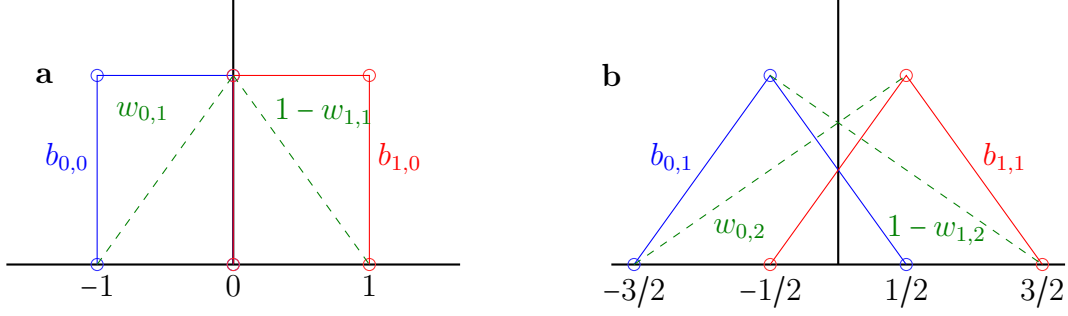 a
w_{0,1}
1 − w_{1,1}
b_{0,0}
b_{1,0}
−1
0
1
b
b_{0,1}
b_{1,1}
w_{0,2}
1 − w_{1,2}
−3/2
−1/2
1/2
3/2